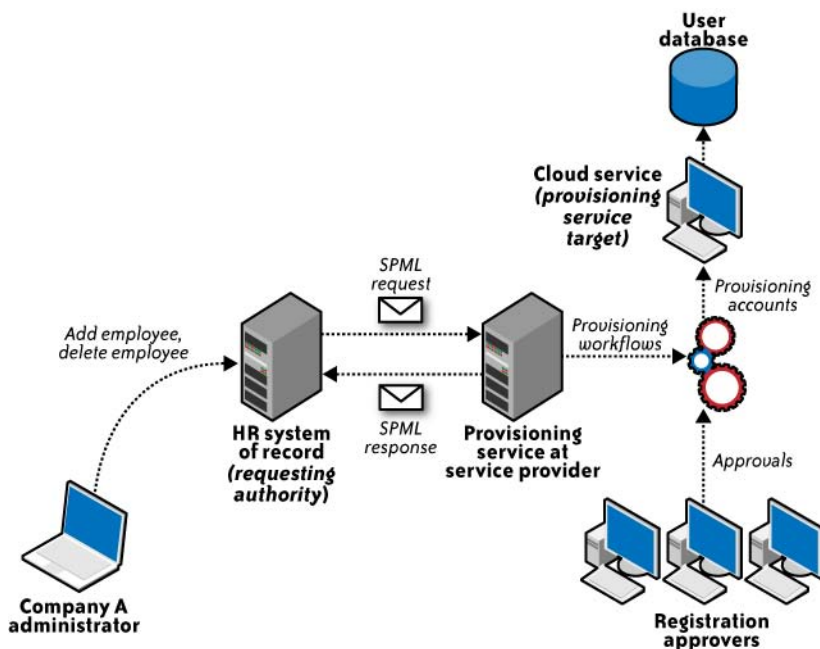 User
database
Cloud service
(provisioning
service
target)
SPML
request
Provisioning
accounts
Add employee,
delete employee
Provisioning
workflows
HR system
of record
(requesting
authority)
SPML
response
Provisioning
service at
service provider
Approvals
Company A
administrator
Registration
approvers